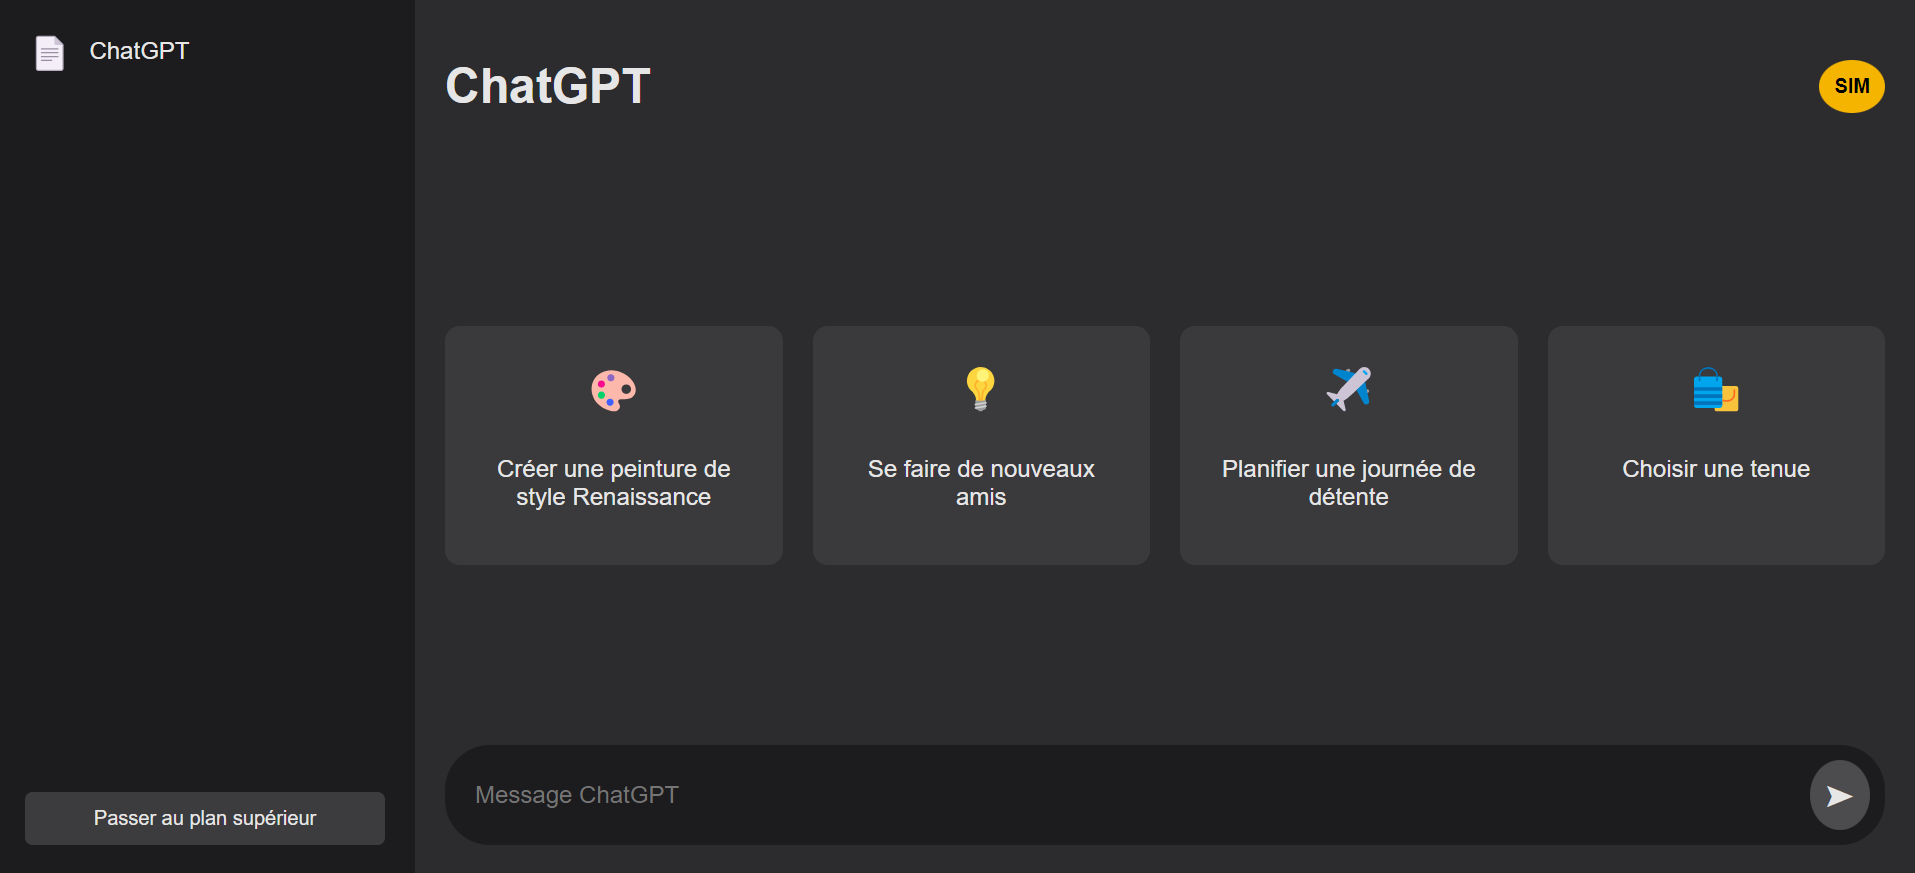 ChatGPT
ChatGPT
SIM
Créer une peinture de
style Renaissance
Se faire de nouveaux
amis
Planifier une journée de
détente
Choisir une tenue
Message ChatGPT
Passer au plan supérieur